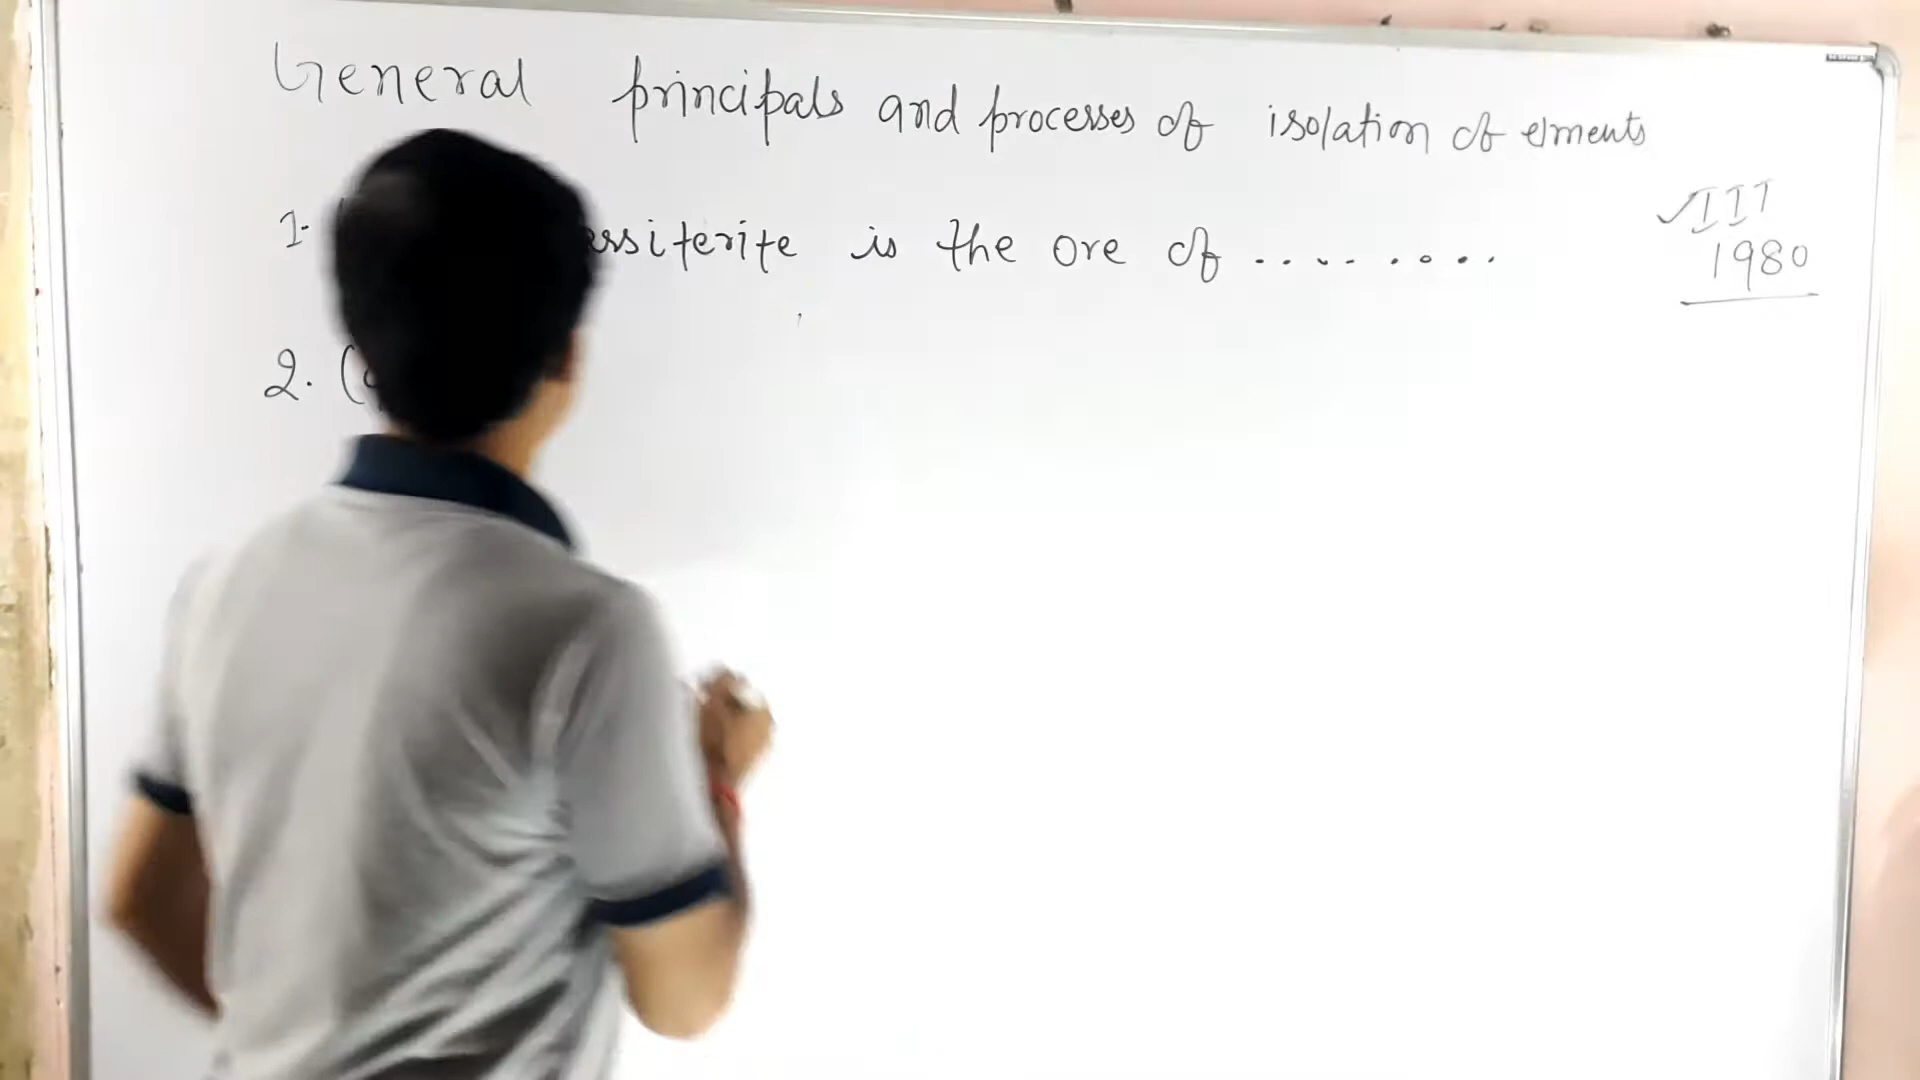 General principals and processes of isolation of elments
1. ssiterite is the ore of .........
✓IIT
1980
2. (